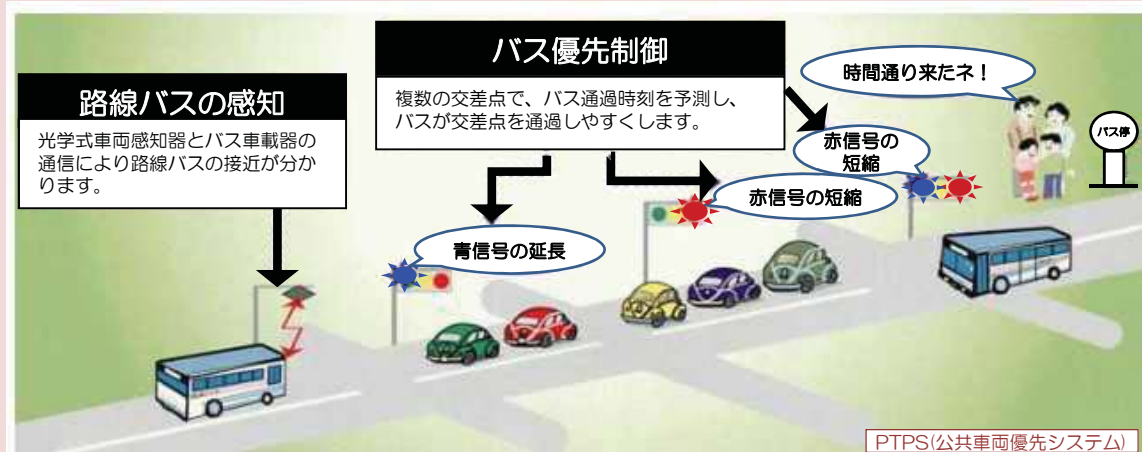 路線バスの感知
光学式車両感知器とバス車載器の
通信により路線バスの接近が分か
ります。
バス優先制御
複数の交差点で、バス通過時刻を予測し、
バスが交差点を通過しやすくします。
時間通り来たネ！
バス停
赤信号の
短縮
赤信号の短縮
青信号の延長
PTPS(公共車両優先システム)